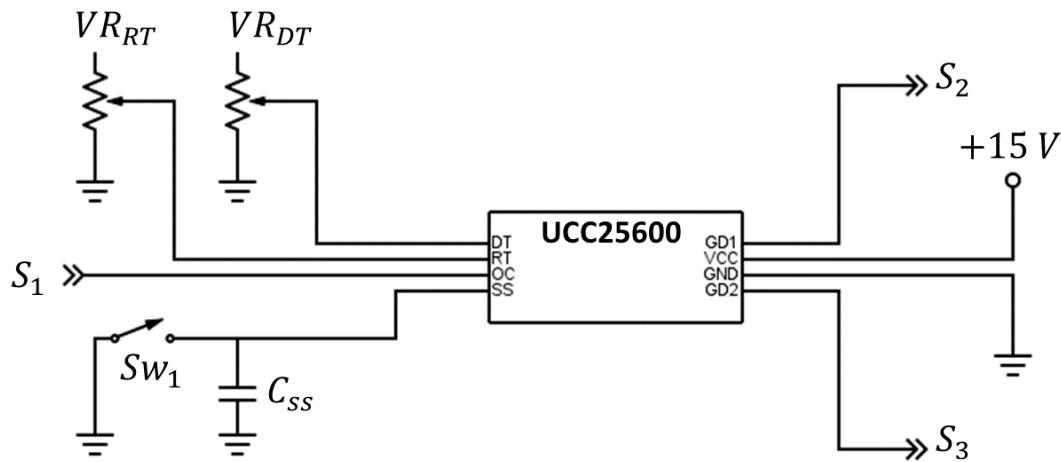 VR_RT
VR_DT
S_2
+15 V
UCC25600
DT
RT
OC
SS
GD1
VCC
GND
GD2
S_1
Sw_1
C_ss
S_3